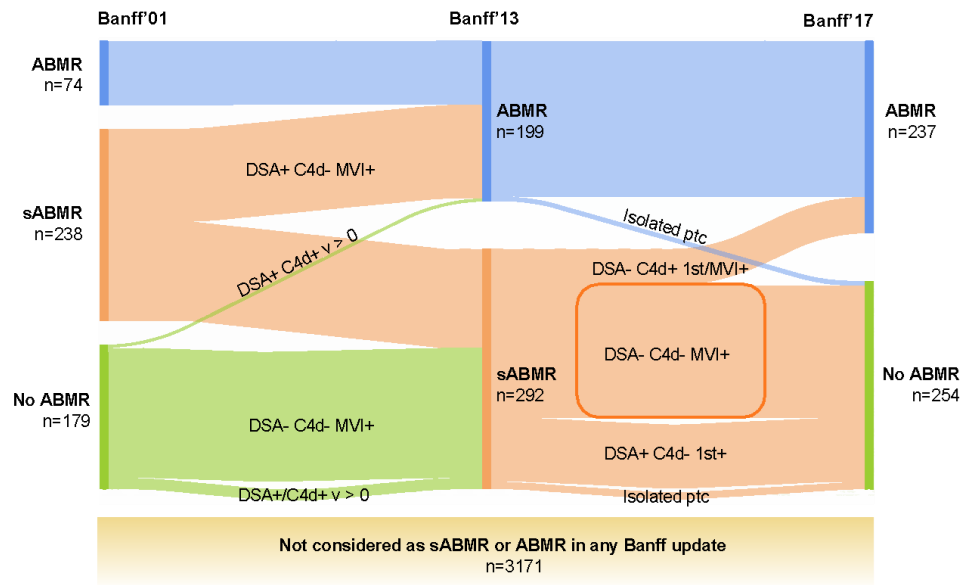 Banff'01
Banff'13
Banff'17
ABMR
n=74
sABMR
n=238
No ABMR
n=179
DSA+ C4d- MVI+
DSA+ C4d+ v > 0
DSA- C4d- MVI+
DSA+/C4d+ v > 0
ABMR
n=199
sABMR
n=292
Isolated ptc
DSA- C4d+ 1st/MVI+
DSA- C4d- MVI+
DSA+ C4d- 1st+
Isolated ptc
ABMR
n=237
No ABMR
n=254
Not considered as sABMR or ABMR in any Banff update
n=3171